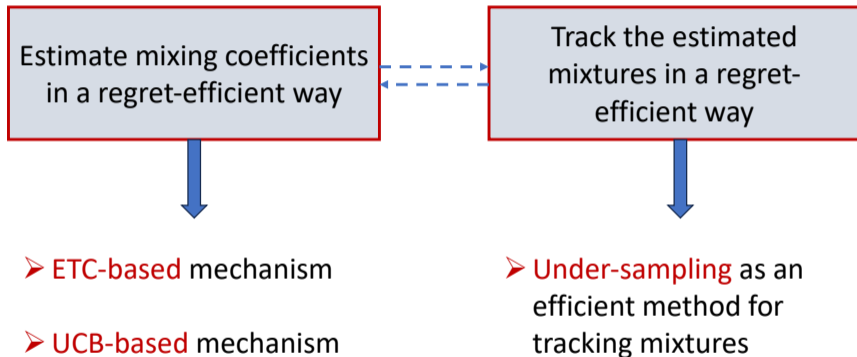 Estimate mixing coefficients
in a regret-efficient way
Track the estimated
mixtures in a regret-
efficient way
➢ ETC-based mechanism
➢ UCB-based mechanism
➢ Under-sampling as an
efficient method for
tracking mixtures